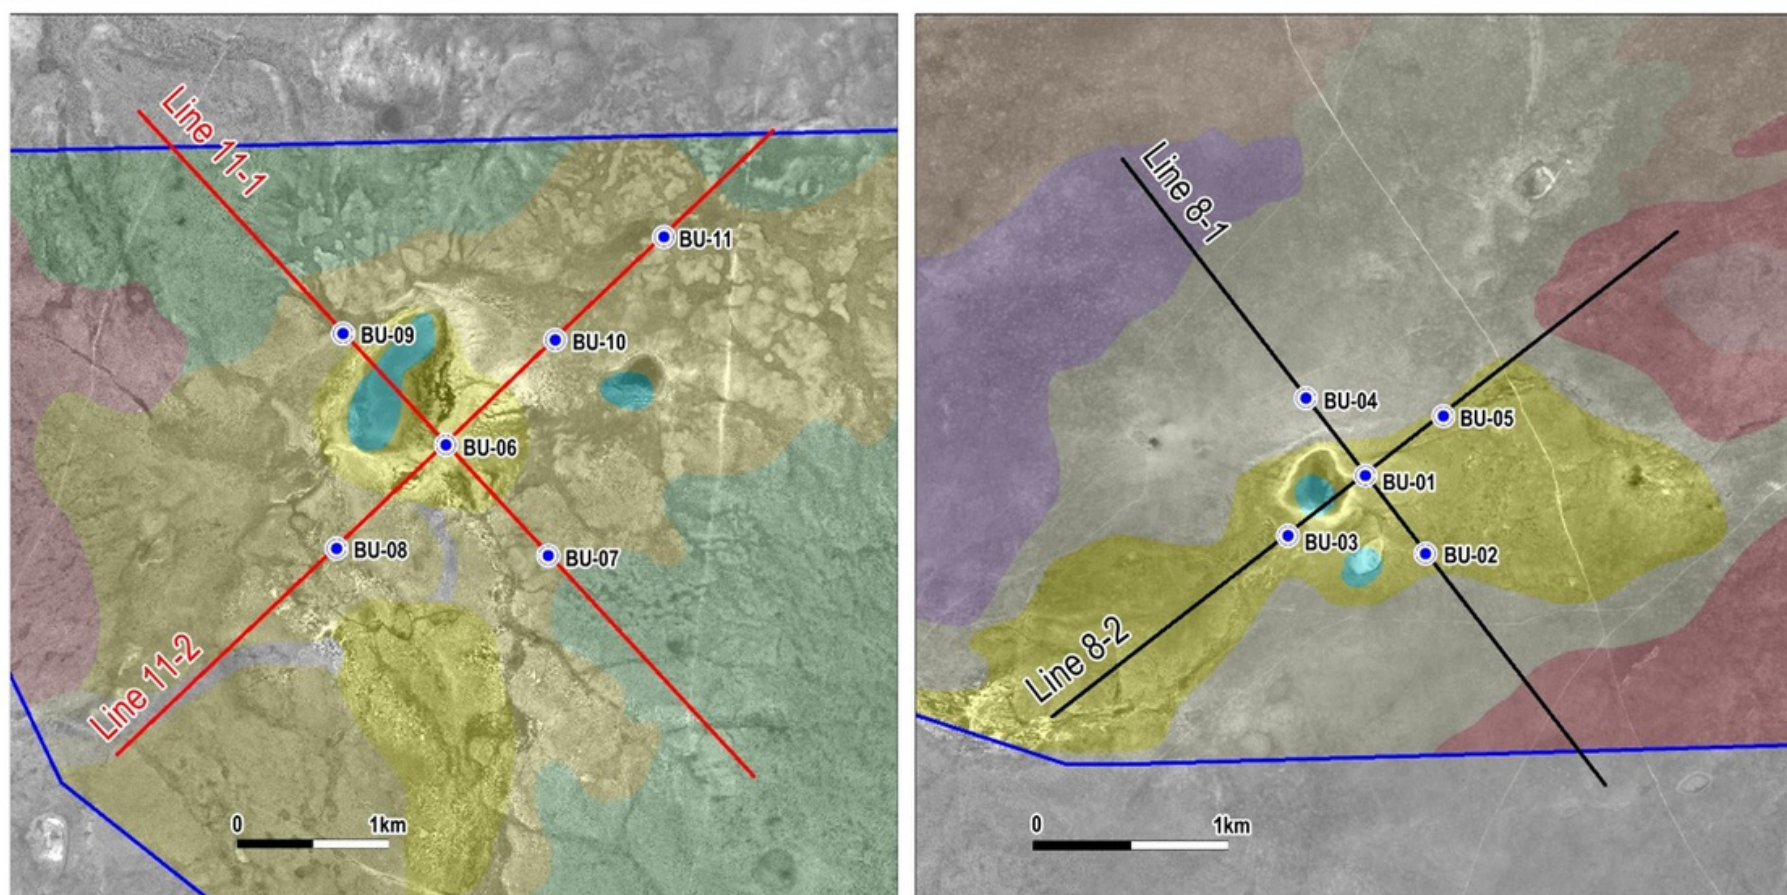 Line 11-1
BU-11
BU-09
BU-10
BU-06
BU-08
BU-07
Line 11-2
0 1km
Line 8-1
BU-04
BU-05
BU-01
BU-03
BU-02
Line 8-2
0 1km